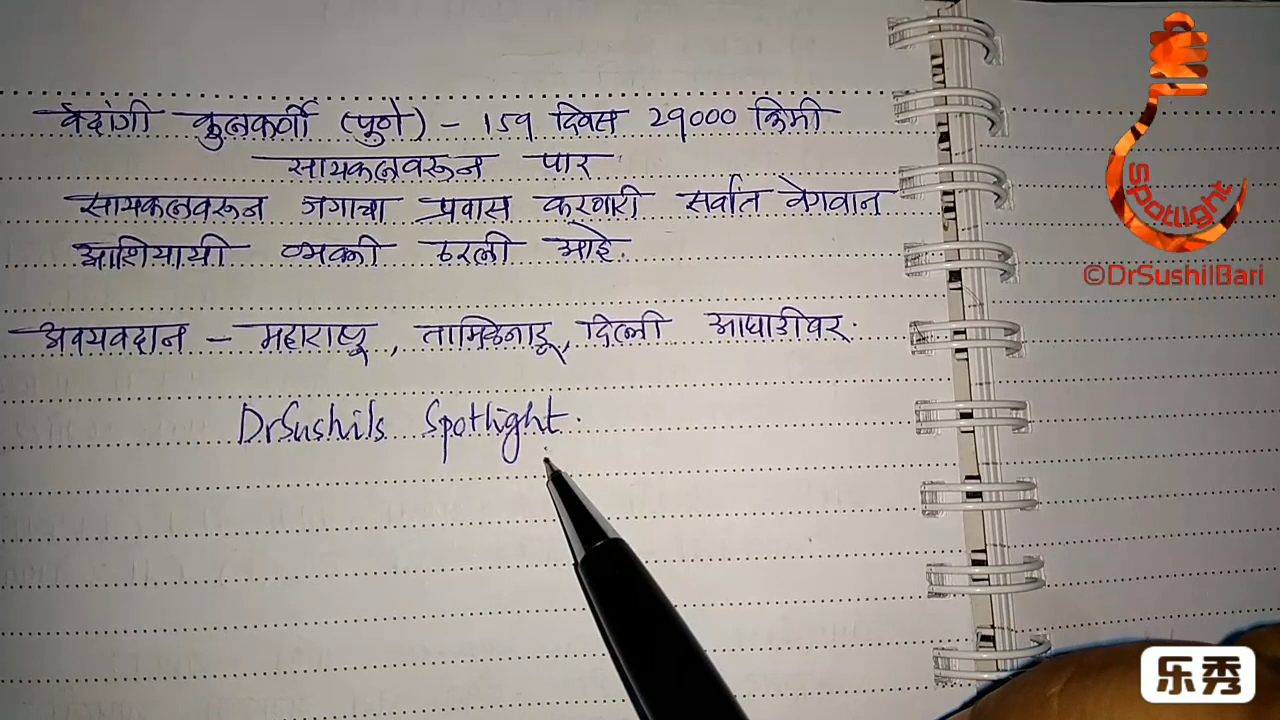 वेदांगी कुलकर्णी (पुणे) - 159 दिवस 29000 किमी
सायकलवरून पार
सायकलवरून जगाचा प्रवास करणारी सर्वात वेगवान
आशियायी व्यक्ती ठरली आहे.
अवयवदान - महाराष्ट्र, तामिळनाडू, दिल्ली आघाडीवर.
DrSushils Spotlight.
Spotlight
©DrSushilBari
乐秀